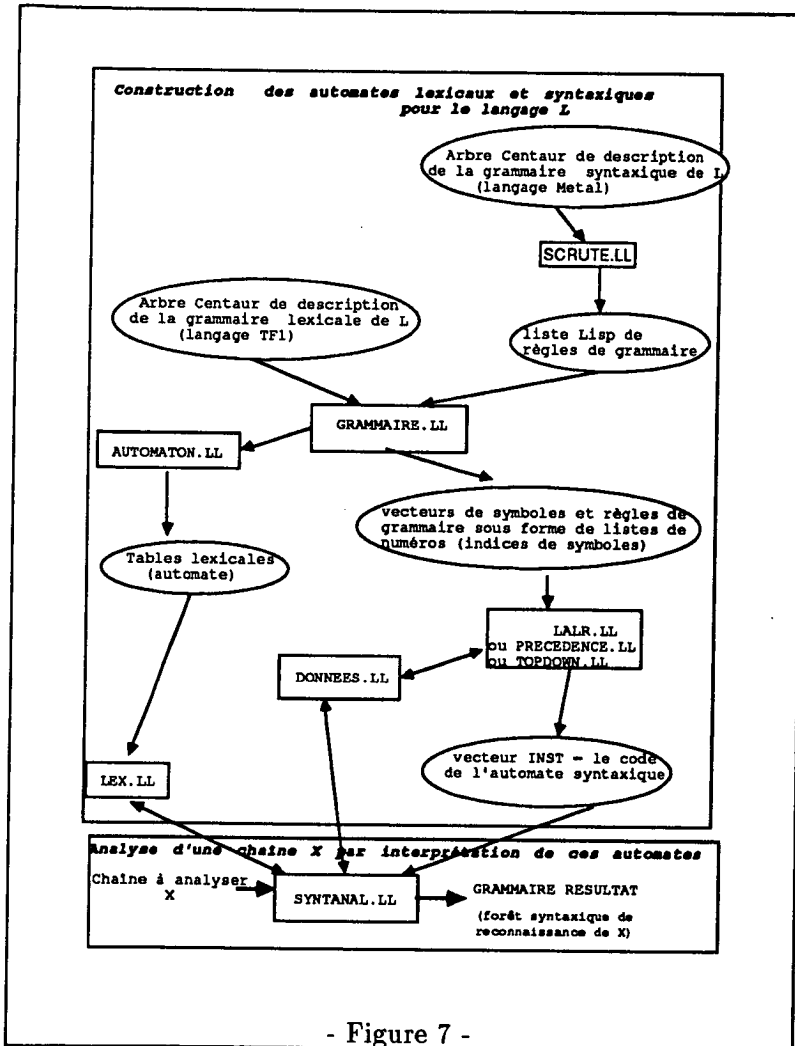 Construction des automates lexicaux et syntaxiques
pour le langage L
Arbre Centaur de description
de la grammaire syntaxique de L
(langage Metal)
SCRUTE.LL
Arbre Centaur de description
de la grammaire lexicale de L
(langage TF1)
liste Lisp de
règles de grammaire
GRAMMAIRE.LL
AUTOMATON.LL
vecteurs de symboles et règles de
grammaire sous forme de listes de
numéros (indices de symboles)
Tables lexicales
(automate)
LALR.LL
ou PRECEDENCE.LL
ou TOPDOWN.LL
DONNEES.LL
vecteur INST - le code
de l'automate syntaxique
LEX.LL
Analyse d'une chaine X par interprétation de ces automates
Chaîne à analyser
X
SYNTANAL.LL
GRAMMAIRE RESULTAT
(forêt syntaxique de
reconnaissance de X)
- Figure 7 -